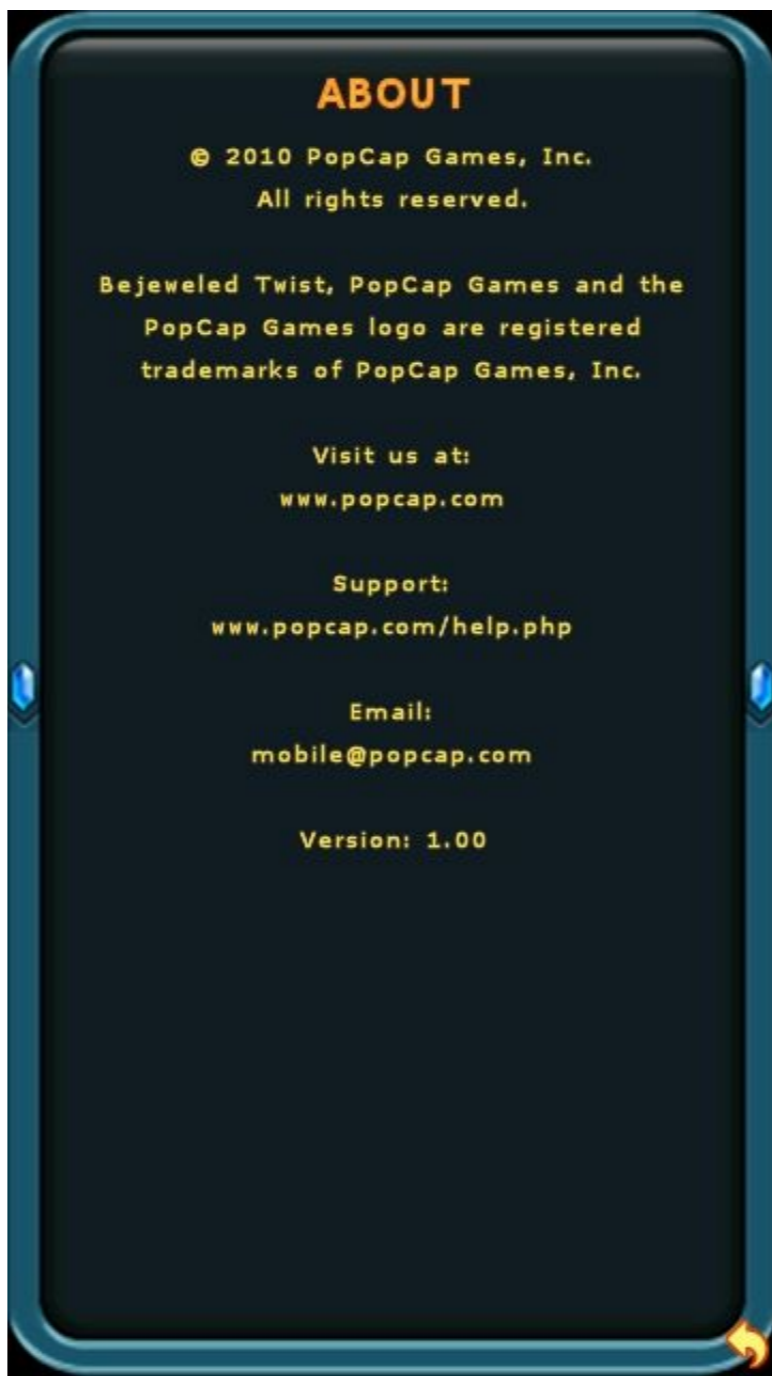 ABOUT
© 2010 PopCap Games, Inc.
All rights reserved.
Bejeweled Twist, PopCap Games and the
PopCap Games logo are registered
trademarks of PopCap Games, Inc.
Visit us at:
www.popcap.com
Support:
www.popcap.com/help.php
Email:
mobile@popcap.com
Version: 1.00